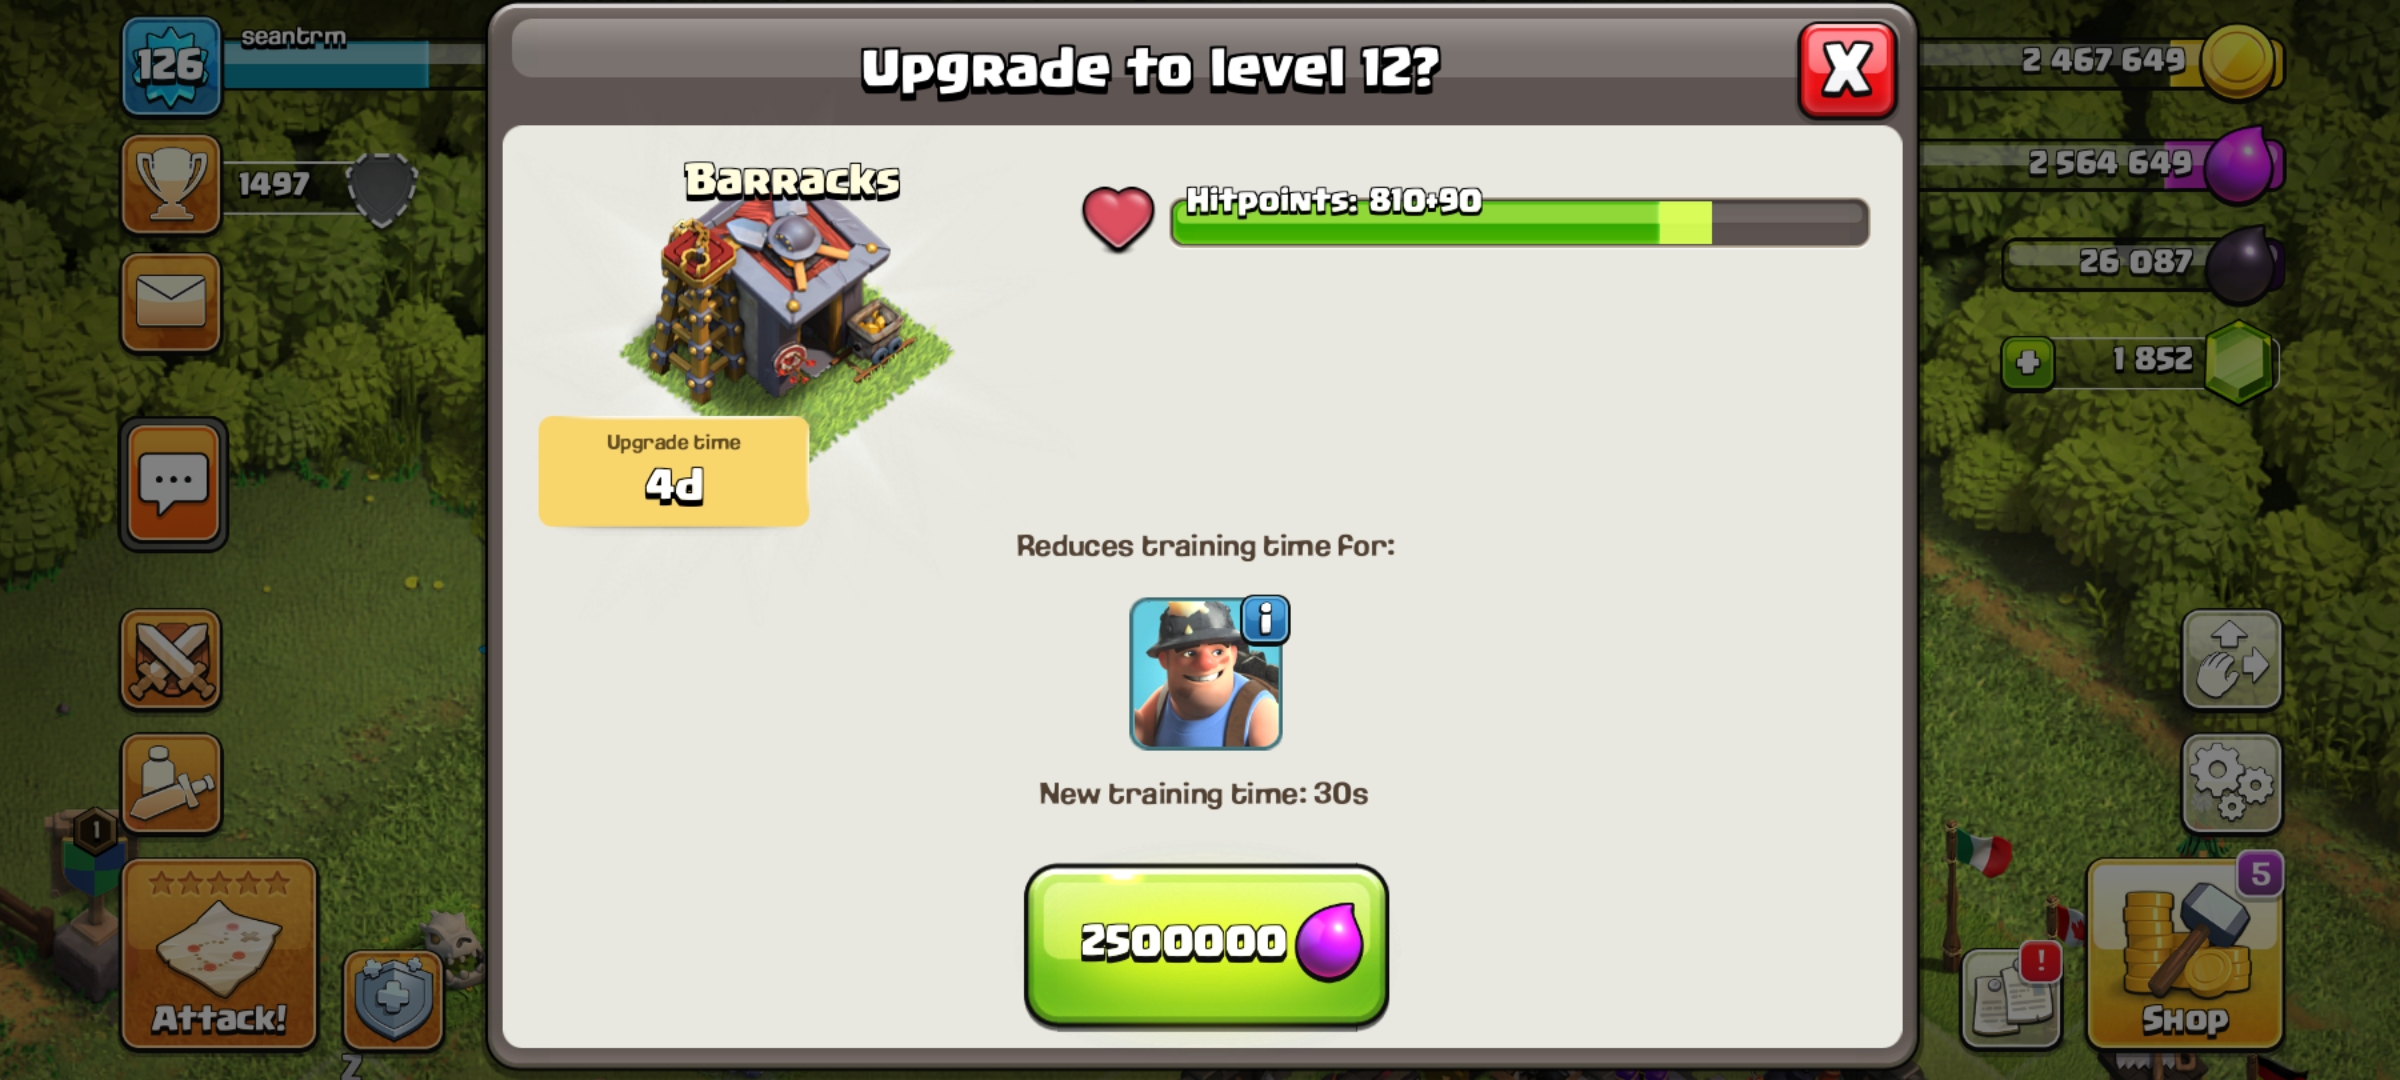 126
seantrm
Upgrade to level 12?
X
2 467 649
1497
Barracks
Hitpoints: 810+90
2 564 649
26 087
1 852
Upgrade time
4d
Reduces training time for:
i
New training time: 30s
1
2500000
Attack!
5
!
Shop
Z